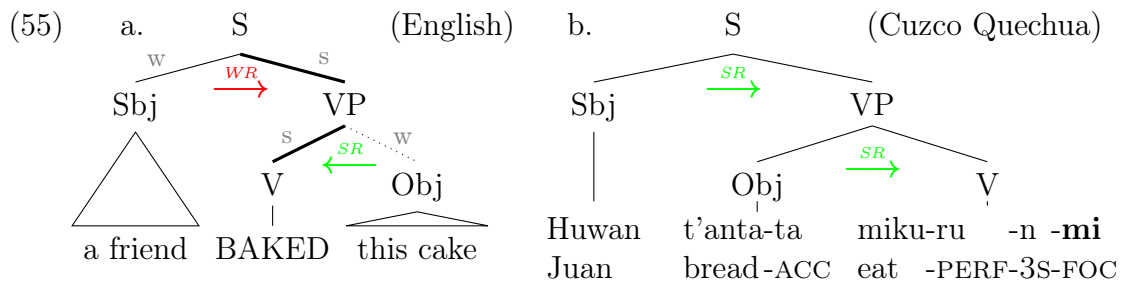 (55) a. S (English) b. S (Cuzco Quechua)
w s
WR SR
Sbj VP Sbj VP
s w
SR SR
V Obj Obj V
a friend BAKED this cake Huwan t'anta-ta miku-ru -n -mi
Juan bread-ACC eat -PERF-3S-FOC